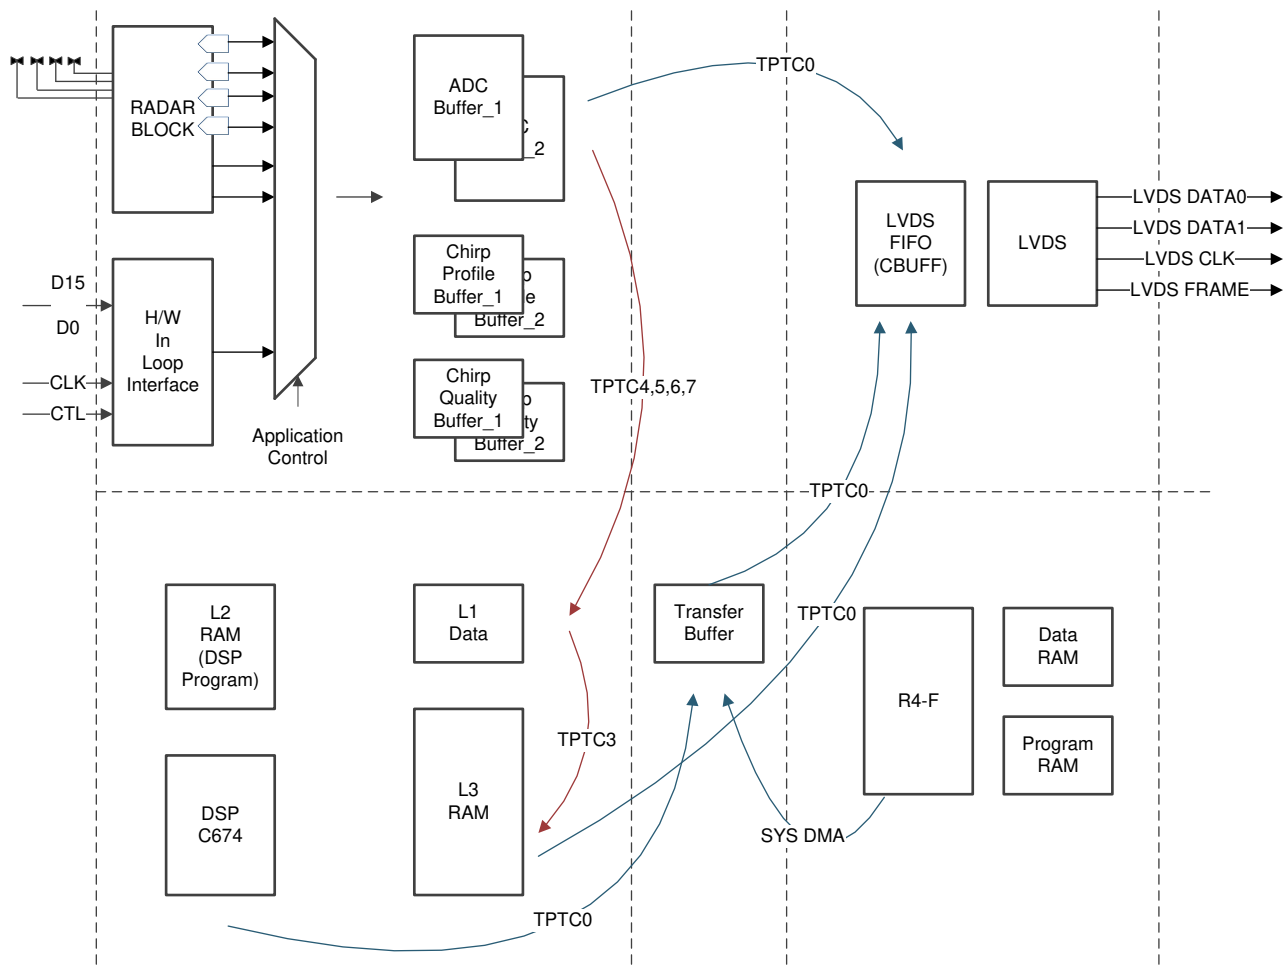 RADAR
BLOCK
D15
D0
CLK
CTL
H/W
In
Loop
Interface
Application
Control
ADC
Buffer_1
C
_2
Chirp
Profile
Buffer_1
p
e
Buffer_2
Chirp
Quality
Buffer_1
p
ty
Buffer_2
TPTC0
TPTC4,5,6,7
LVDS
FIFO
(CBUFF)
LVDS
LVDS DATA0
LVDS DATA1
LVDS CLK
LVDS FRAME
TPTC0
TPTC0
L2
RAM
(DSP
Program)
L1
Data
Transfer
Buffer
R4-F
Data
RAM
Program
RAM
TPTC3
L3
RAM
DSP
C674
SYS DMA
TPTC0